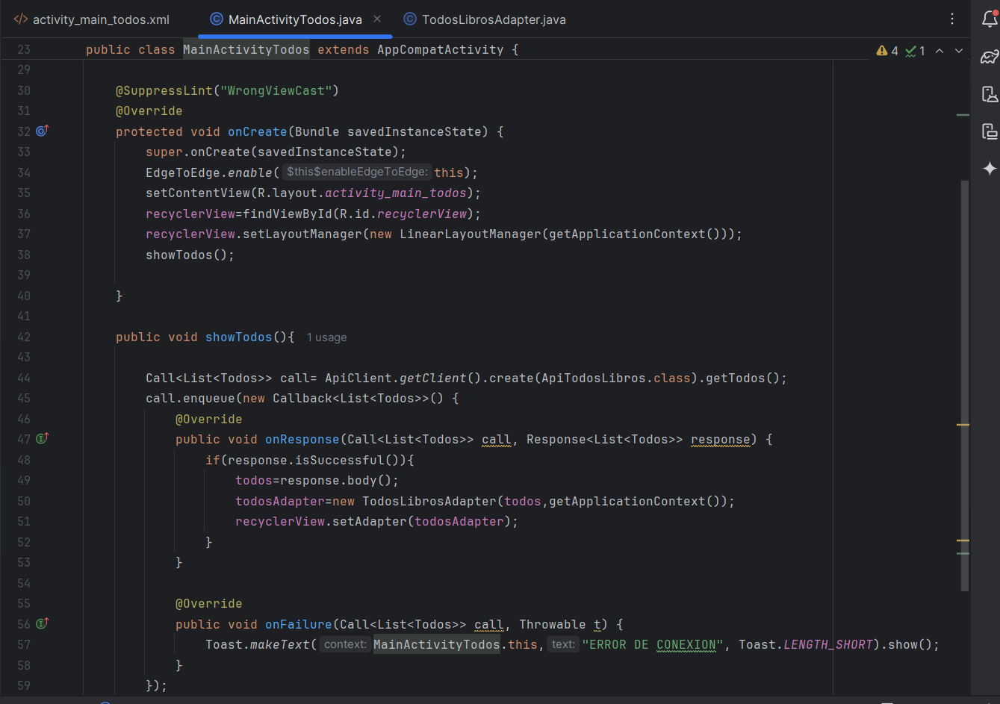 activity_main_todos.xml MainActivityTodos.java TodosLibrosAdapter.java
23 public class MainActivityTodos extends AppCompatActivity { 4 1
29
30 @SuppressLint("WrongViewCast")
31 @Override
32 protected void onCreate(Bundle savedInstanceState) {
33 super.onCreate(savedInstanceState);
34 EdgeToEdge.enable( $this$enableEdgeToEdge: this);
35 setContentView(R.layout.activity_main_todos);
36 recyclerView=findViewById(R.id.recyclerView);
37 recyclerView.setLayoutManager(new LinearLayoutManager(getApplicationContext()));
38 showTodos();
39
40 }
41
42 public void showTodos(){ 1 usage
43
44 Call<List<Todos>> call= ApiClient.getClient().create(ApiTodosLibros.class).getTodos();
45 call.enqueue(new Callback<List<Todos>>() {
46 @Override
47 public void onResponse(Call<List<Todos>> call, Response<List<Todos>> response) {
48 if(response.isSuccessful()){
49 todos=response.body();
50 todosAdapter=new TodosLibrosAdapter(todos,getApplicationContext());
51 recyclerView.setAdapter(todosAdapter);
52 }
53 }
54
55 @Override
56 public void onFailure(Call<List<Todos>> call, Throwable t) {
57 Toast.makeText( context: MainActivityTodos.this, text: "ERROR DE CONEXION", Toast.LENGTH_SHORT).show();
58 }
59 });